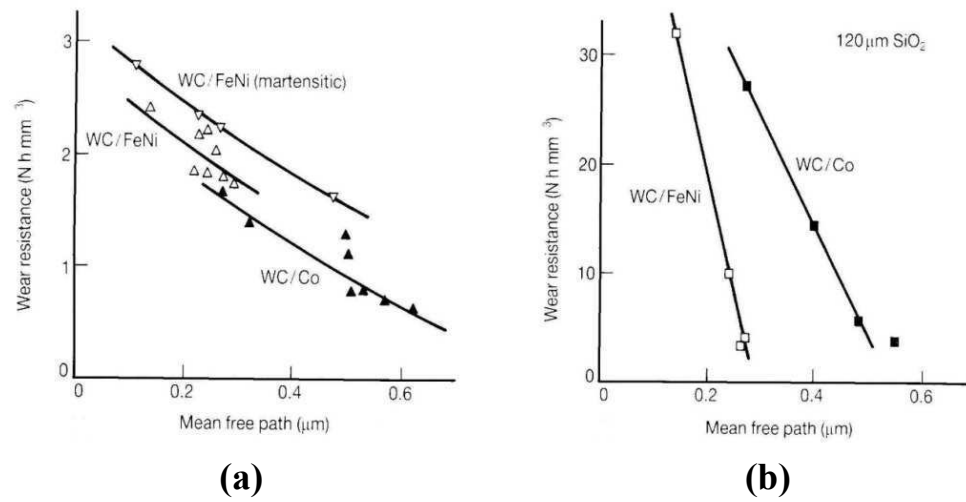 3
WC/FeNi (martensitic)
WC/FeNi
2
Wear resistance (N h mm⁻³)
1
WC/Co
0
0
0.2
0.4
0.6
Mean free path (μm)
(a)
120 μm SiO₂
30
WC/Co
20
WC/FeNi
Wear resistance (N h mm⁻³)
10
0
0
0.2
0.4
0.6
Mean free path (μm)
(b)